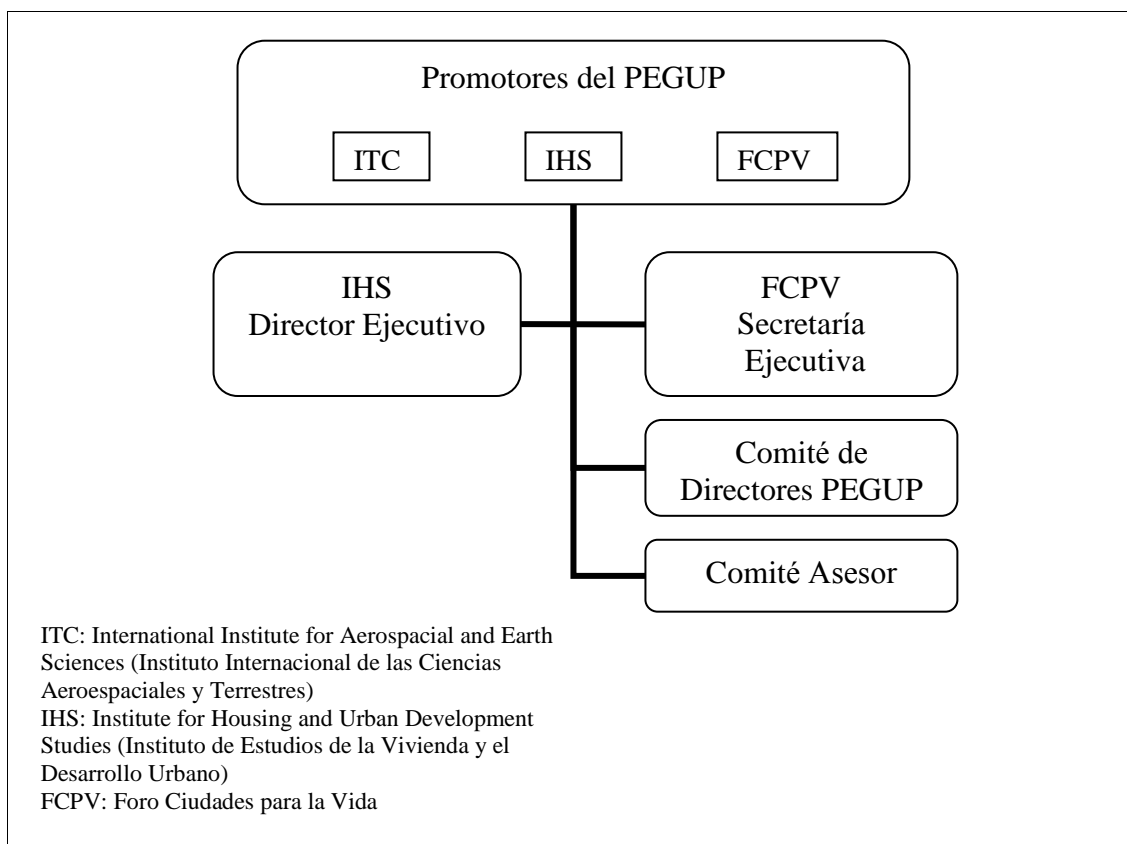 Promotores del PEGUP
ITC
IHS
FCPV
IHS
Director Ejecutivo
FCPV
Secretaría
Ejecutiva
Comité de
Directores PEGUP
Comité Asesor
ITC: International Institute for Aerospacial and Earth
Sciences (Instituto Internacional de las Ciencias
Aeroespaciales y Terrestres)
IHS: Institute for Housing and Urban Development
Studies (Instituto de Estudios de la Vivienda y el
Desarrollo Urbano)
FCPV: Foro Ciudades para la Vida